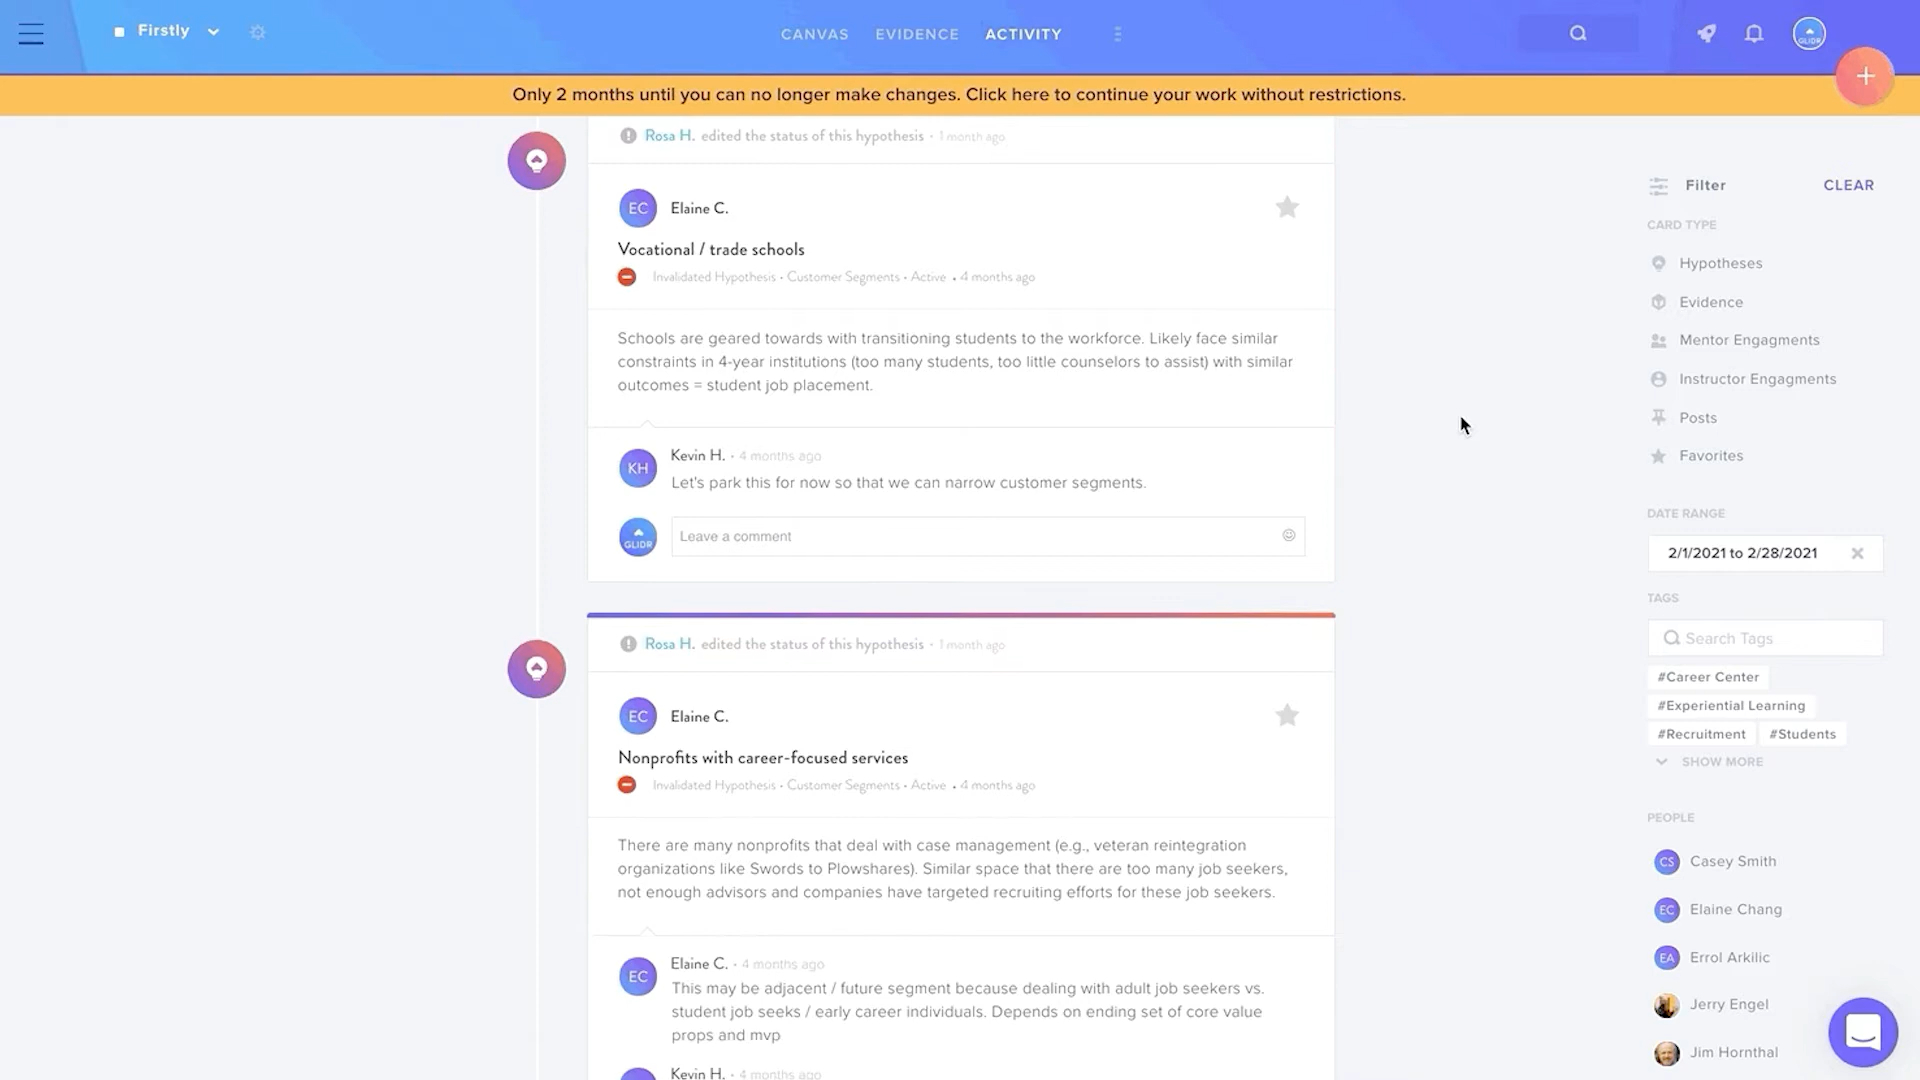 Firstly
CANVAS EVIDENCE ACTIVITY
GLIDR
Only 2 months until you can no longer make changes. Click here to continue your work without restrictions.
Rosa H. edited the status of this hypothesis • 1 month ago
EC Elaine C.
Vocational / trade schools
Invalidated Hypothesis • Customer Segments • Active • 4 months ago
Schools are geared towards with transitioning students to the workforce. Likely face similar
constraints in 4-year institutions (too many students, too little counselors to assist) with similar
outcomes = student job placement.
KH Kevin H. • 4 months ago
Let's park this for now so that we can narrow customer segments.
GLIDR Leave a comment
Rosa H. edited the status of this hypothesis • 1 month ago
EC Elaine C.
Nonprofits with career-focused services
Invalidated Hypothesis • Customer Segments • Active • 4 months ago
There are many nonprofits that deal with case management (e.g., veteran reintegration
organizations like Swords to Plowshares). Similar space that there are too many job seekers,
not enough advisors and companies have targeted recruiting efforts for these job seekers.
EC Elaine C. • 4 months ago
This may be adjacent / future segment because dealing with adult job seekers vs.
student job seeks / early career individuals. Depends on ending set of core value
props and mvp
Kevin H. • 4 months ago
Filter CLEAR
CARD TYPE
Hypotheses
Evidence
Mentor Engagments
Instructor Engagments
Posts
Favorites
DATE RANGE
2/1/2021 to 2/28/2021
TAGS
Search Tags
#Career Center
#Experiential Learning
#Recruitment #Students
SHOW MORE
PEOPLE
CS Casey Smith
EC Elaine Chang
EA Errol Arkilic
Jerry Engel
Jim Hornthal